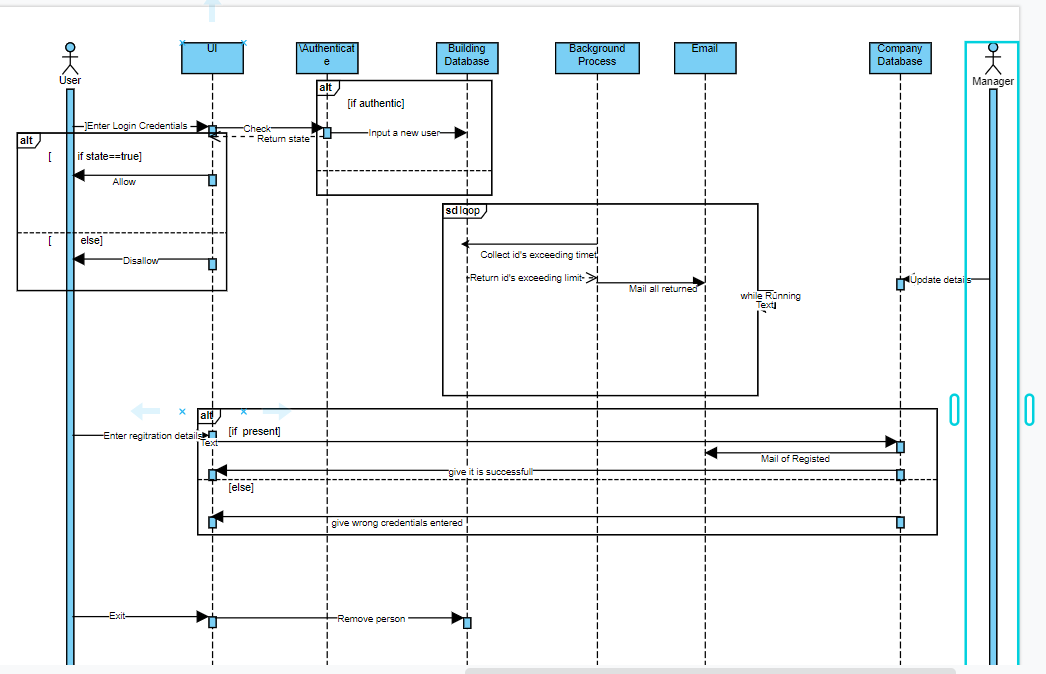 UI
\Authenticat
e
Building
Database
Background
Process
Email
Company
Database
User
Manager
alt
[if authentic]
]Enter Login Credentials
Check
Return state
Input a new user
alt
[ if state==true]
Allow
[ else]
Disallow
sd loop
Collect id's exceeding timet
Return id's exceeding limit
Mail all returned
while Running
Text
Update details
alt
[if present]
Enter regitration details
Text
Mail of Registed
give it is successfull
[else]
give wrong credentials entered
Exit
Remove person